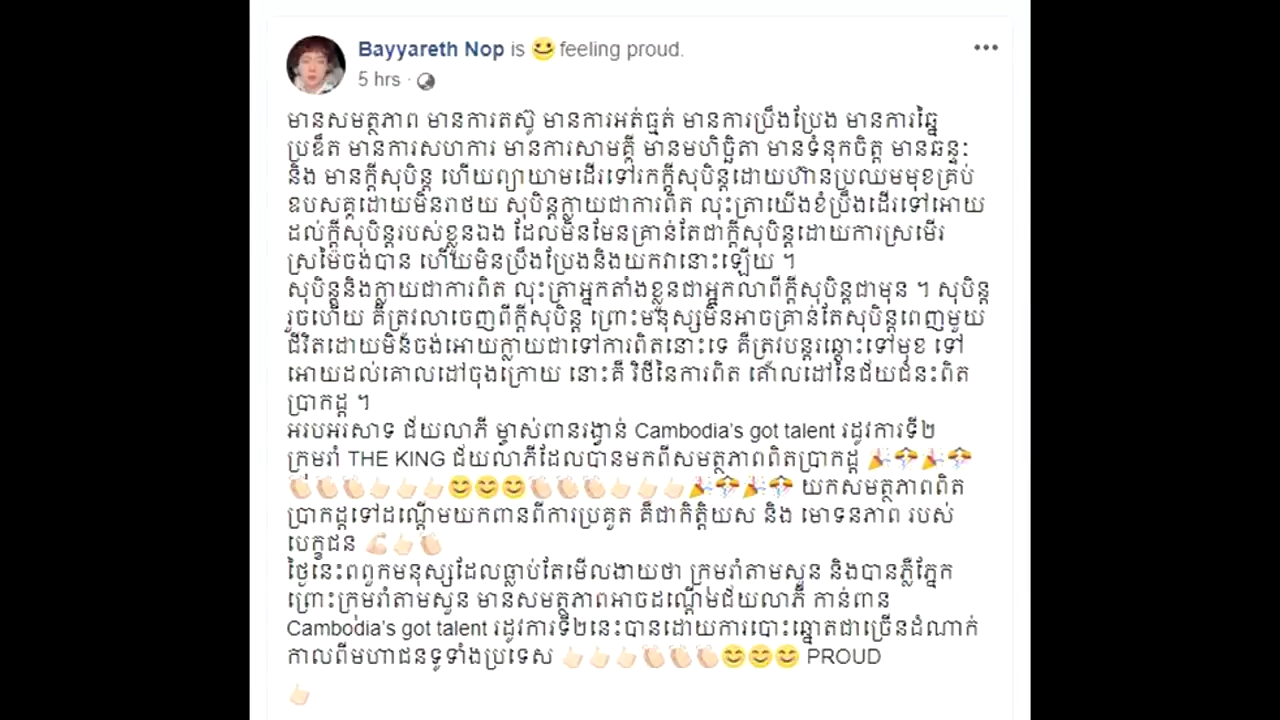 Bayyareth Nop is 😀 feeling proud.
5 hrs ·
មានសមត្ថភាព មានការតស៊ូ មានការអត់ធ្មត់ មានការប្រឹងប្រែង មានការឆ្នៃ
ប្រឌិត មានការសហការ មានការសាមគ្គី មានមហិច្ឆិតា មានទំនុកចិត្ត មានឆន្ទៈ
និង មានក្ដីសុបិន្ត ហើយព្យាយាមដើរទៅរកក្ដីសុបិន្តដោយហ៊ានប្រឈមមុខគ្រប់
ឧបសគ្គដោយមិនរាថយ សុបិន្តក្លាយជាការពិត លុះត្រាយើងខំប្រឹងដើរទៅអោយ
ដល់ក្ដីសុបិន្តរបស់ខ្លួនឯង ដែលមិនមែនគ្រាន់តែជាក្ដីសុបិន្តដោយការស្រមើរ
ស្រម៉ៃចង់បាន ហើយមិនប្រឹងប្រែងនិងយកវានោះឡើយ ។
សុបិន្តនិងក្លាយជាការពិត លុះត្រាអ្នកតាំងខ្លួនជាអ្នកលាពីក្ដីសុបិន្តជាមុន ។ សុបិន្ត
រួចហើយ គឺត្រូវលាចេញពីក្ដីសុបិន្ត ព្រោះមនុស្សមិនអាចគ្រាន់តែសុបិន្តពេញមួយ
ជីវិតដោយមិនចង់អោយក្លាយជាទៅការពិតនោះទេ គឺត្រូវបន្តរឆ្ពោះទៅមុខ ទៅ
អោយដល់គោលដៅចុងក្រោយ នោះគឺ វិថីនៃការពិត គោលដៅនៃជ័យជំនះពិត
ប្រាកដ្ដ ។
អរបអរសាទ ជ័យលាភី ម្ចាស់ពានរង្វាន់ Cambodia's got talent រដូវការទី២
ក្រុមរាំ THE KING ជ័យលាភីដែលបានមកពីសមត្ថភាពពិតប្រាកដ្ដ 🎉🎊🎉🎊
👏🏻👏🏻👏🏻👍🏻👍🏻👍🏻😊😊😊👏🏻👏🏻👏🏻👍🏻👍🏻👍🏻🎉🎊🎉🎊 យកសមត្ថភាពពិត
ប្រាកដ្ដទៅដណ្ដើមយកពានពីការប្រគួត គឺជាកិត្តិយស និង មោទនភាព របស់
បេក្ខជន 💪🏻👍🏻👏🏻
ថ្ងៃនេះពពួកមនុស្សដែលធ្លាប់តែមើលងាយថា ក្រុមរាំតាមសួន និងបានភ្លឺភ្នែក
ព្រោះក្រុមរាំតាមសួន មានសមត្ថភាពអាចដណ្ដើមជ័យលាភី កាន់ពាន
Cambodia's got talent រដូវការទី២នេះបានដោយការបោះឆ្នោតជាច្រើនដំណាក់
កាលពីមហាជនទូទាំងប្រទេស 👍🏻👍🏻👍🏻👏🏻👏🏻👏🏻😊😊😊 PROUD
👍🏻